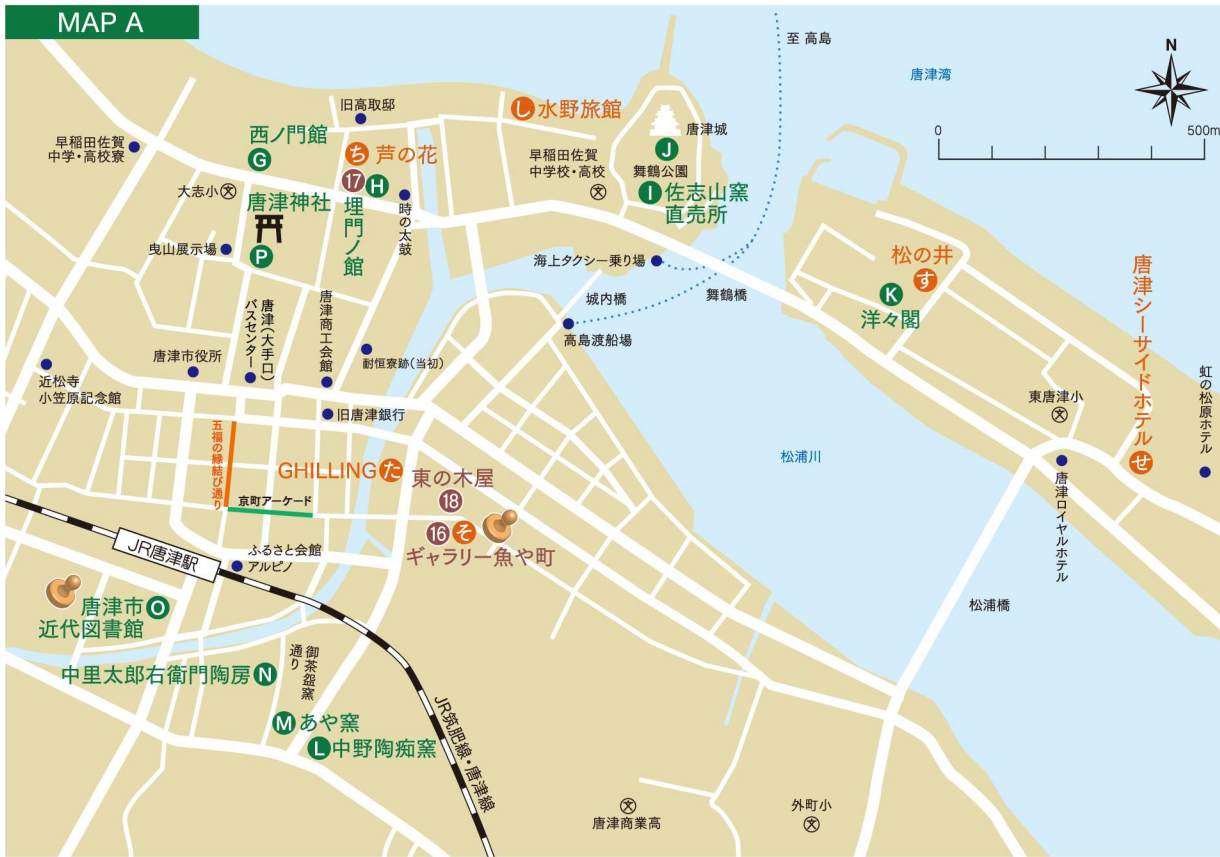 MAP A
至 高島
唐津湾
N
0
500m
旧高取邸
し 水野旅館
唐津城
早稲田佐賀
中学・高校寮
西ノ門館
G
ち 芦の花
17 H
早稲田佐賀
中学校・高校
文
J
舞鶴公園
I 佐志山窯
直売所
大志小 文
唐津神社
P
埋門ノ館
時の太鼓
曳山展示場
海上タクシー乗り場
城内橋
舞鶴橋
松の井
す
K
洋々閣
唐津シーサイドホテル
せ
唐津(大手口)
バスセンター
唐津商工会館
高島渡船場
唐津市役所
耐恒寮跡(当初)
近松寺
小笠原記念館
虹の松原ホテル
東唐津小
文
旧唐津銀行
五福の縁結び通り
GHILLING た
東の木屋
18
松浦川
唐津ロイヤルホテル
京町アーケード
16 そ
ギャラリー魚や町
JR唐津駅
ふるさと会館
アルピノ
唐津市 O
近代図書館
松浦橋
中里太郎右衛門陶房 N
御茶盌窯
通り
M あや窯
L 中野陶痴窯
JR筑肥線・唐津線
文
唐津商業高
外町小
文